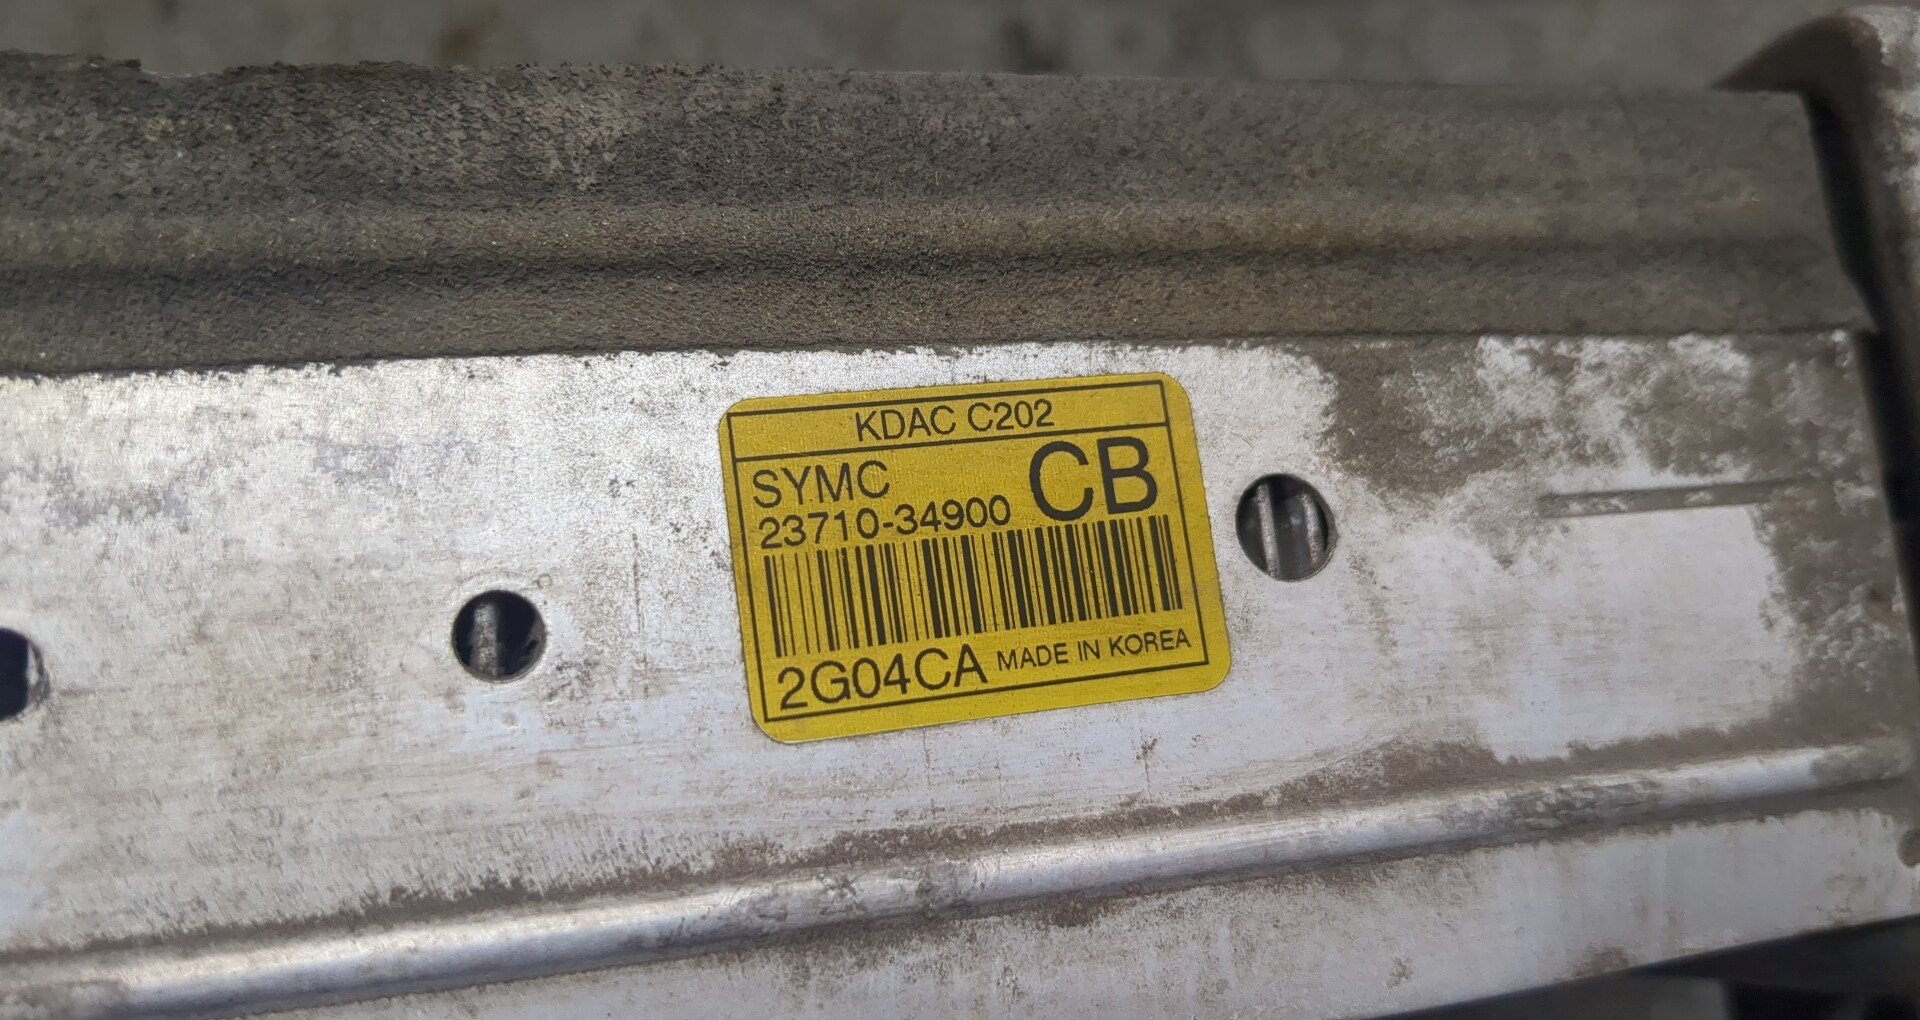 KDAC C202
SYMC CB
23710-34900
2G04CA MADE IN KOREA